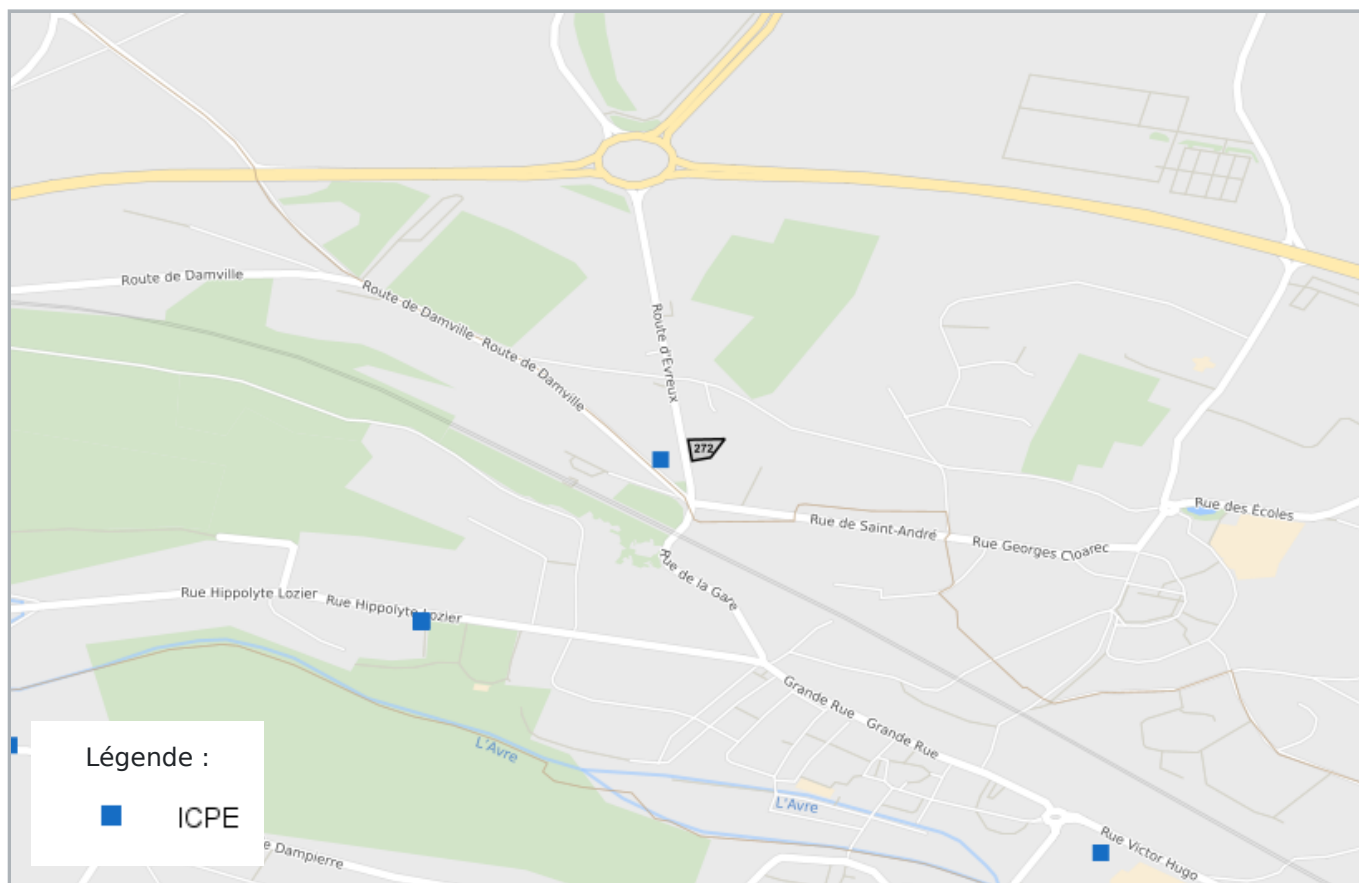 Route de Damville
Route de Damville
Route de Damville
Route d'Evreux
272
Rue des Écoles
Rue de Saint-André
Rue Georges Cloarec
Rue de la Gare
Rue Hippolyte Lozier
Rue Hippolyte Lozier
Grande Rue
Grande Rue
L'Avre
L'Avre
Rue Victor Hugo
Légende :
ICPE
e Dampierre